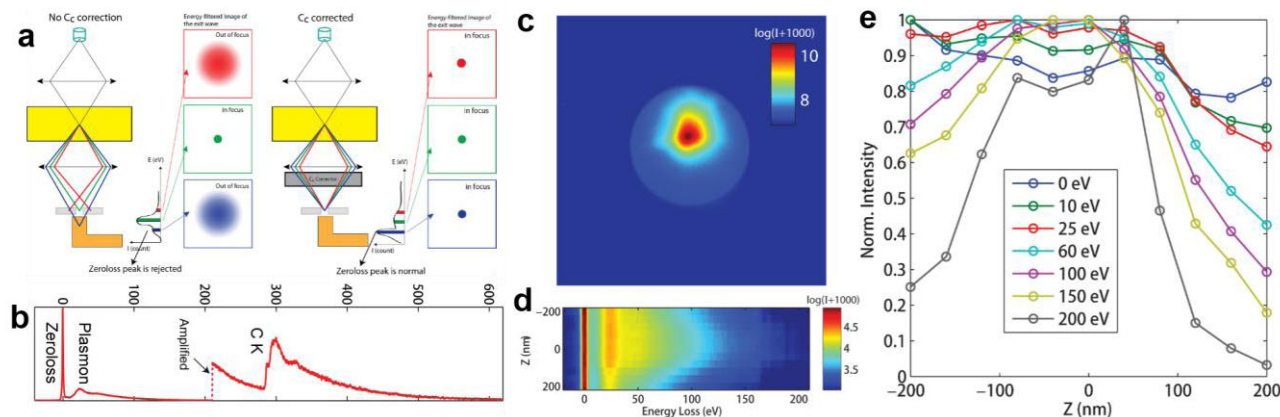 a
No CC correction
Energy-filtered image of
the exit wave
Out of focus
in focus
Out of focus
E (eV)
I (count)
Zeroloss peak is rejected
CC corrected
Energy-filtered image of
the exit wave
in focus
in focus
in focus
E (eV)
CC Corrector
I (count)
Zeroloss peak is normal
b
0 100 200 300 400 500 600
Zeroloss
Plasmon
Amplified
C K
c
log(I+1000)
10
8
d
log(I+1000)
-200
0
200
Z (nm)
0 50 100 150 200
Energy Loss (eV)
4.5
4
3.5
e
Norm. Intensity
1
0.9
0.8
0.7
0.6
0.5
0.4
0.3
0.2
0.1
0
0 eV
10 eV
25 eV
60 eV
100 eV
150 eV
200 eV
−200 −100 0 100 200
Z (nm)